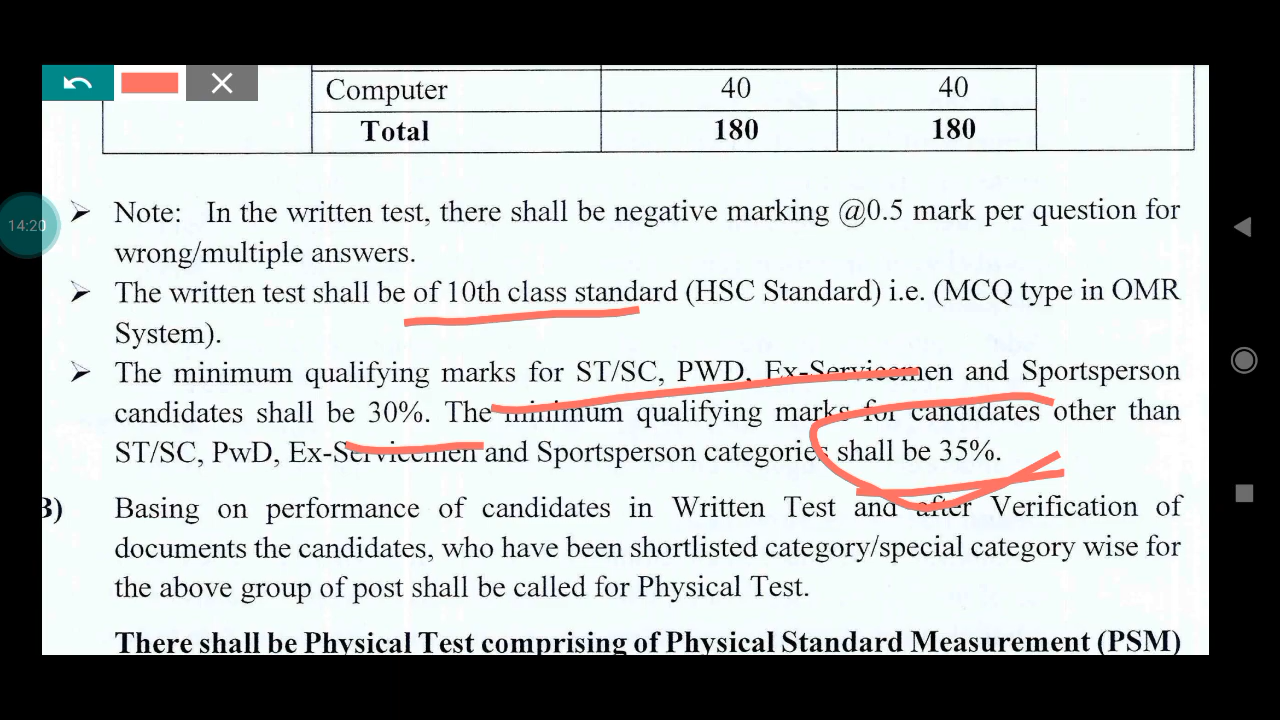 Computer 40 40
Total 180 180
14:20
➢ Note: In the written test, there shall be negative marking @0.5 mark per question for
wrong/multiple answers.
➢ The written test shall be of 10th class standard (HSC Standard) i.e. (MCQ type in OMR
System).
➢ The minimum qualifying marks for ST/SC, PWD, Ex-Servicemen and Sportsperson
candidates shall be 30%. The minimum qualifying marks for candidates other than
ST/SC, PwD, Ex-Servicemen and Sportsperson categories shall be 35%.
B) Basing on performance of candidates in Written Test and after Verification of
documents the candidates, who have been shortlisted category/special category wise for
the above group of post shall be called for Physical Test.
There shall be Physical Test comprising of Physical Standard Measurement (PSM)